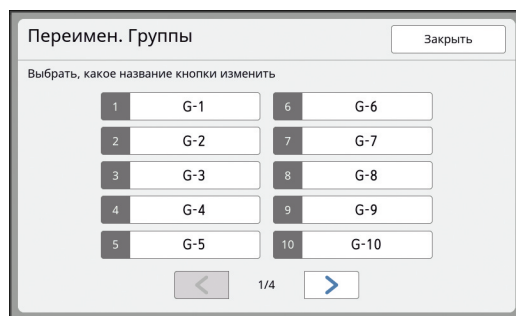 Переимен. Группы
Закрыть
Выбрать, какое название кнопки изменить
1 G-1
2 G-2
3 G-3
4 G-4
5 G-5
6 G-6
7 G-7
8 G-8
9 G-9
10 G-10
1/4